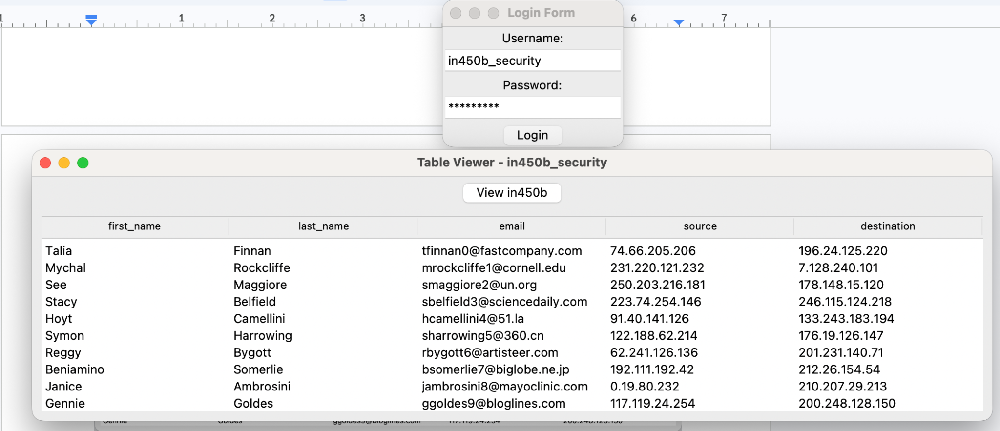 1 1 2 3 6 7
Login Form
Username:
in450b_security
Password:
*********
Login
Table Viewer - in450b_security
View in450b
first_name last_name email source destination
Talia Finnan tfinnan0@fastcompany.com 74.66.205.206 196.24.125.220
Mychal Rockcliffe mrockcliffe1@cornell.edu 231.220.121.232 7.128.240.101
See Maggiore smaggiore2@un.org 250.203.216.181 178.148.15.120
Stacy Belfield sbelfield3@sciencedaily.com 223.74.254.146 246.115.124.218
Hoyt Camellini hcamellini4@51.la 91.40.141.126 133.243.183.194
Symon Harrowing sharrowing5@360.cn 122.188.62.214 176.19.126.147
Reggy Bygott rbygott6@artisteer.com 62.241.126.136 201.231.140.71
Beniamino Somerlie bsomerlie7@biglobe.ne.jp 192.111.192.42 212.26.154.54
Janice Ambrosini jambrosini8@mayoclinic.com 0.19.80.232 210.207.29.213
Gennie Goldes ggoldes9@bloglines.com 117.119.24.254 200.248.128.150
Gennie Goldes ggoldes9@bloglines.com 117.119.24.254 200.248.128.150